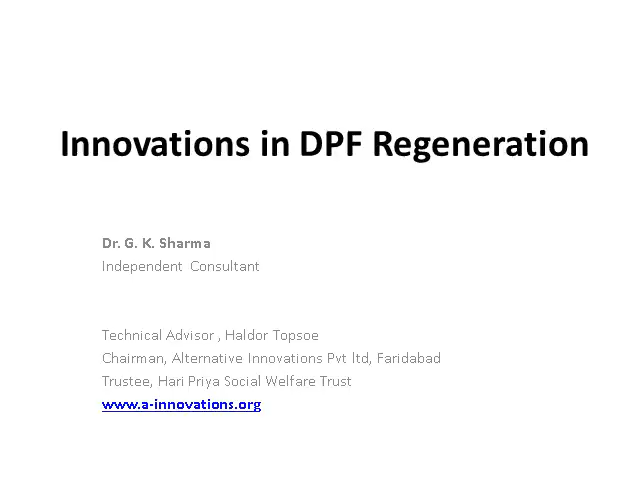 Innovations in DPF Regeneration
Dr. G. K. Sharma
Independent Consultant
Technical Advisor , Haldor Topsoe
Chairman, Alternative Innovations Pvt ltd, Faridabad
Trustee, Hari Priya Social Welfare Trust
www.a-innovations.org